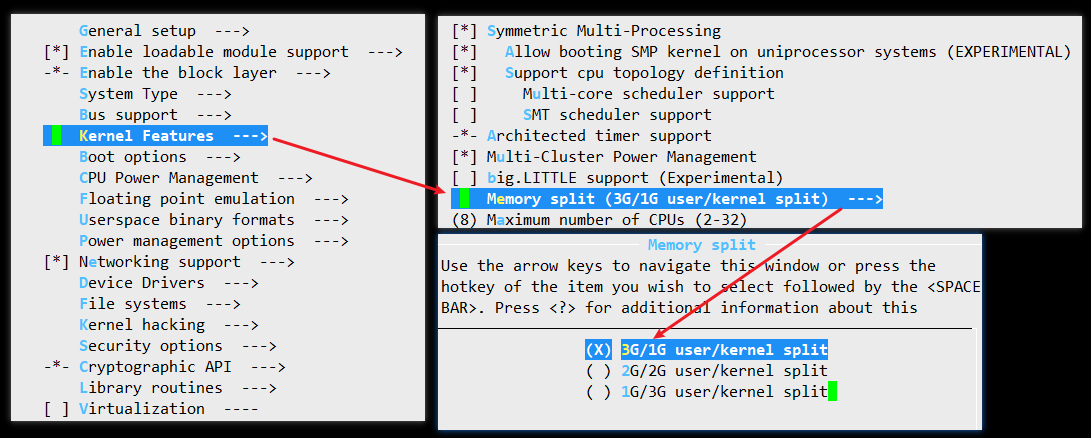 General setup  --->
[*] Enable loadable module support  --->
-*- Enable the block layer  --->
System Type  --->
Bus support  --->
Kernel Features  --->
Boot options  --->
CPU Power Management  --->
Floating point emulation  --->
Userspace binary formats  --->
Power management options  --->
[*] Networking support  --->
Device Drivers  --->
File systems  --->
Kernel hacking  --->
Security options  --->
-*- Cryptographic API  --->
Library routines  --->
[ ] Virtualization  ----
[*] Symmetric Multi-Processing
[*]   Allow booting SMP kernel on uniprocessor systems (EXPERIMENTAL)
[*]   Support cpu topology definition
[ ]     Multi-core scheduler support
[ ]     SMT scheduler support
-*- Architected timer support
[*] Multi-Cluster Power Management
[ ] big.LITTLE support (Experimental)
Memory split (3G/1G user/kernel split)  --->
(8) Maximum number of CPUs (2-32)
Memory split
Use the arrow keys to navigate this window or press the
hotkey of the item you wish to select followed by the <SPACE
BAR>. Press <?> for additional information about this
(X) 3G/1G user/kernel split
( ) 2G/2G user/kernel split
( ) 1G/3G user/kernel split